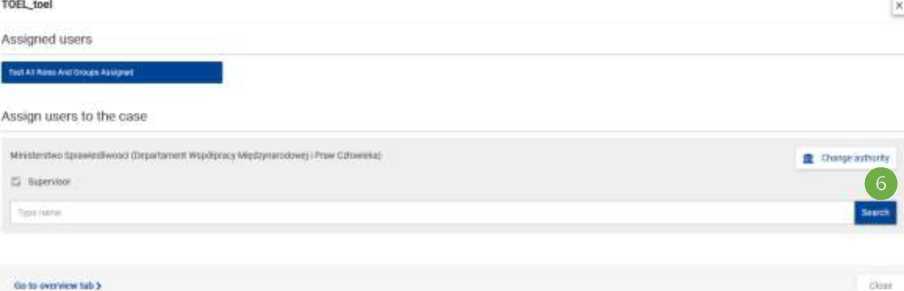 TOEL_toel
Assigned users
Test All Roles And Groups Assigned
Assign users to the case
Ministerstwo Sprawiedliwości (Departament Współpracy Międzynarodowej i Praw Człowieka)
Change authority
Supervisor
6
Type name
Search
Go to overview tab
Close